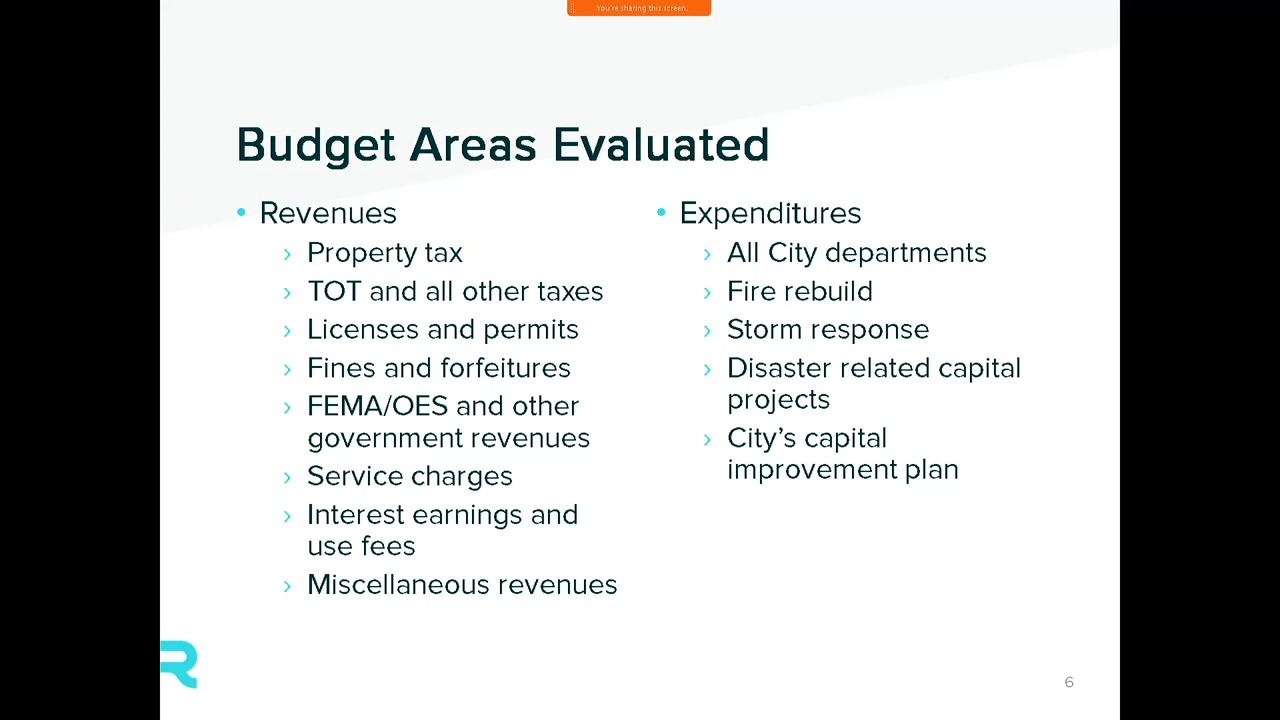 You're sharing this screen.
Budget Areas Evaluated
• Revenues
› Property tax
› TOT and all other taxes
› Licenses and permits
› Fines and forfeitures
› FEMA/OES and other
government revenues
› Service charges
› Interest earnings and
use fees
› Miscellaneous revenues
• Expenditures
› All City departments
› Fire rebuild
› Storm response
› Disaster related capital
projects
› City’s capital
improvement plan
R
6